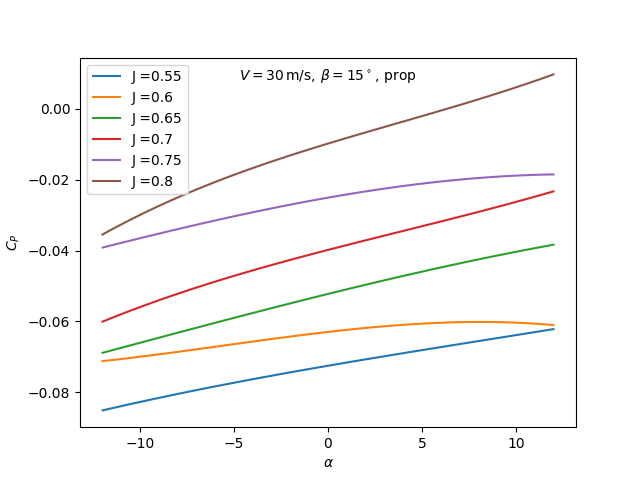 V = 30 m/s, β = 15°, prop
J =0.55
J =0.6
J =0.65
J =0.7
J =0.75
J =0.8
0.00
−0.02
−0.04
−0.06
−0.08
C_P
−10
−5
0
5
10
α